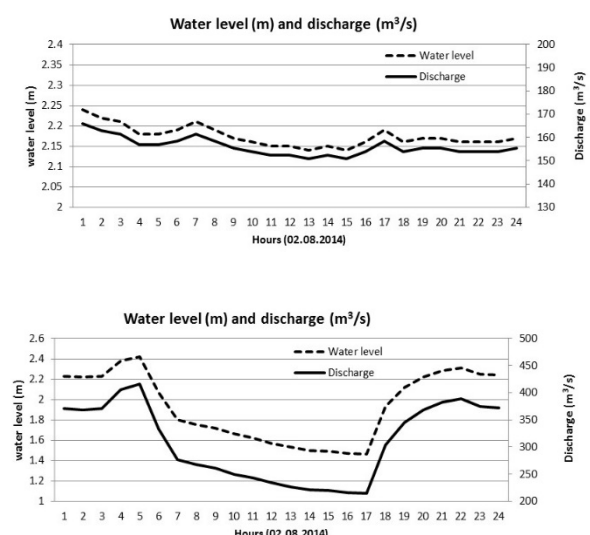 Water level (m) and discharge (m³/s)
2.4
2.35
2.3
2.25
2.2
2.15
2.1
2.05
2
water level (m)
200
190
180
170
160
150
140
130
Discharge (m³/s)
Water level
Discharge
1 2 3 4 5 6 7 8 9 10 11 12 13 14 15 16 17 18 19 20 21 22 23 24
Hours (02.08.2014)
Water level (m) and discharge (m³/s)
2.6
2.4
2.2
2
1.8
1.6
1.4
1.2
1
water level (m)
500
450
400
350
300
250
200
Discharge (m³/s)
Water level
Discharge
1 2 3 4 5 6 7 8 9 10 11 12 13 14 15 16 17 18 19 20 21 22 23 24
Hours (02.08.2014)